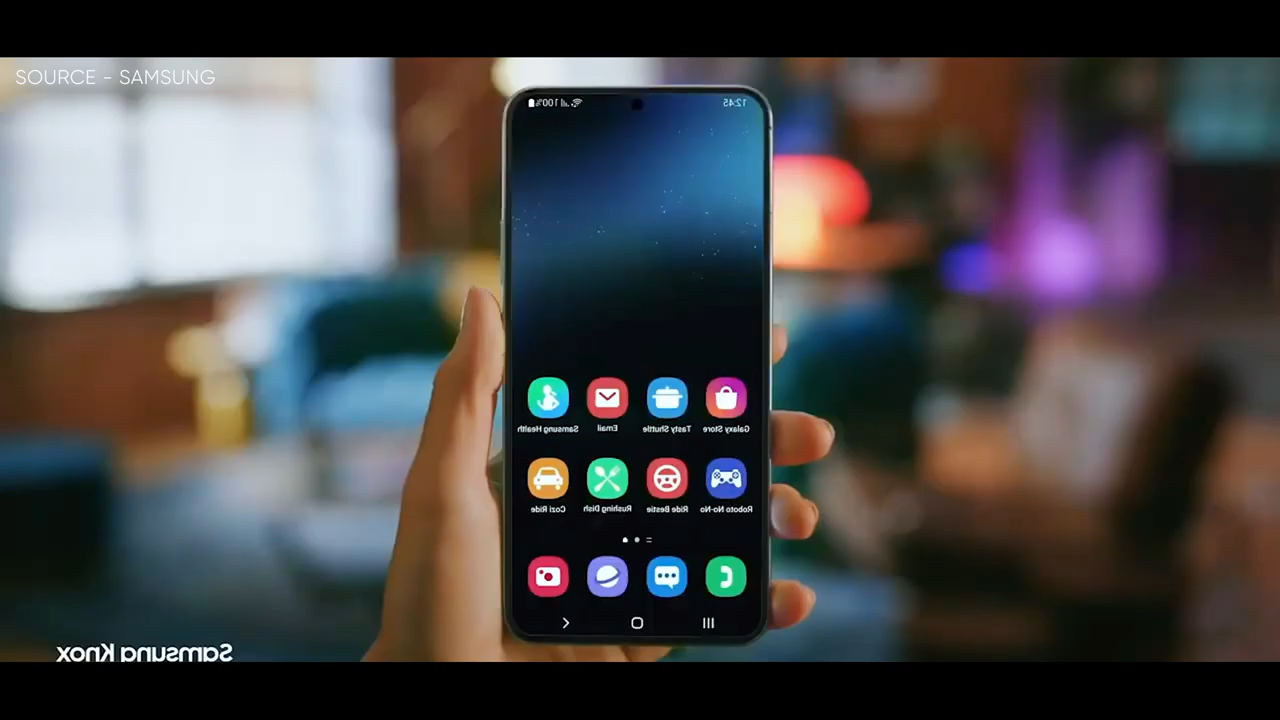 SOURCE - SAMSUNG
12:45
100%
Samsung Health
Email
Tasty Shuttle
Galaxy Store
Cozi Ride
Rushing Dish
Ride Bestie
Roboto No-No
Samsung Knox